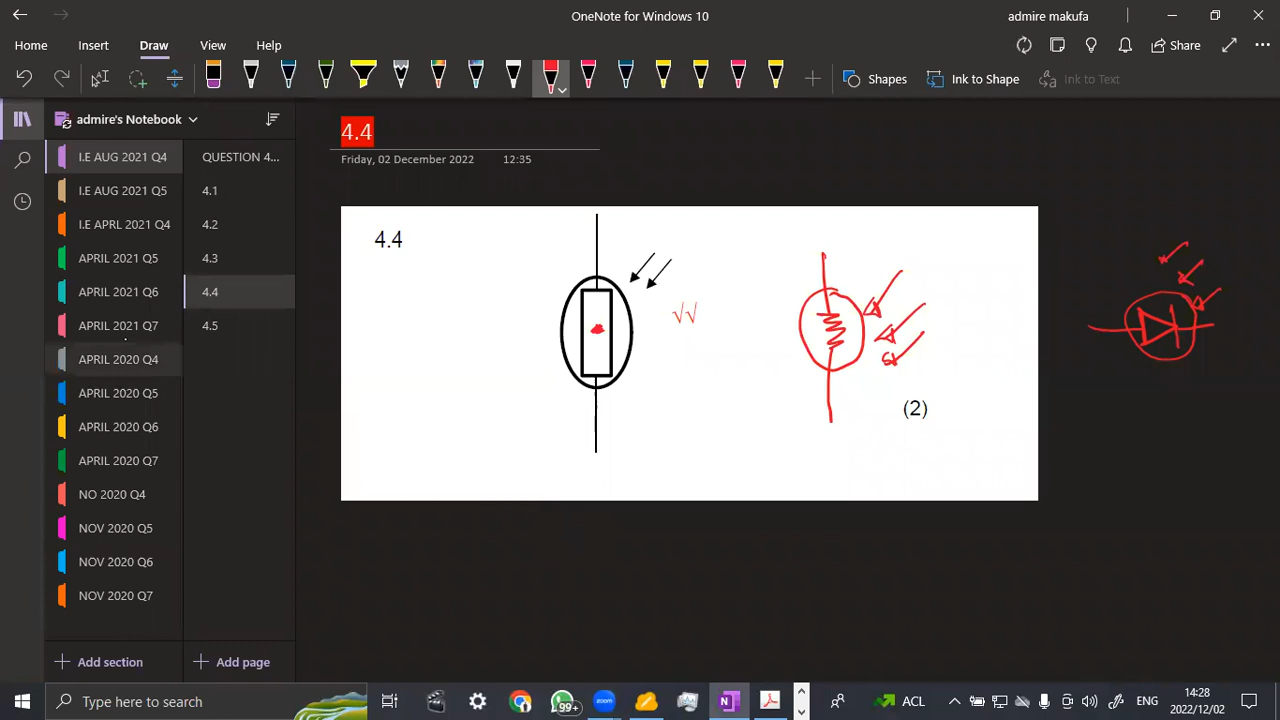 OneNote for Windows 10
admire makufa
Home Insert Draw View Help
Share
Shapes
Ink to Shape
Ink to Text
admire's Notebook
I.E AUG 2021 Q4
I.E AUG 2021 Q5
I.E APRL 2021 Q4
APRIL 2021 Q5
APRIL 2021 Q6
APRIL 2021 Q7
APRIL 2020 Q4
APRIL 2020 Q5
APRIL 2020 Q6
APRIL 2020 Q7
NO 2020 Q4
NOV 2020 Q5
NOV 2020 Q6
NOV 2020 Q7
Add section
QUESTION 4...
4.1
4.2
4.3
4.4
4.5
Add page
4.4
Friday, 02 December 2022 12:35
4.4
√√
(2)
Type here to search
99+
ACL
ENG
14:28
2022/12/02